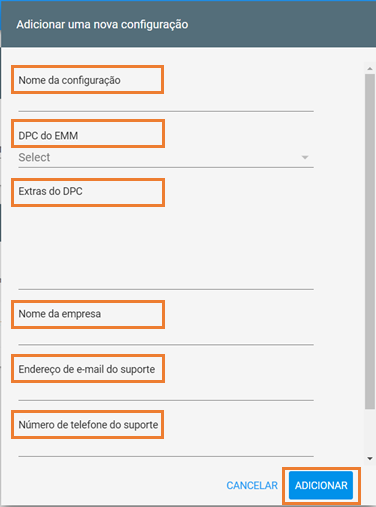 Adicionar uma nova configuração
Nome da configuração
DPC do EMM
Select
Extras do DPC
Nome da empresa
Endereço de e-mail do suporte
Número de telefone do suporte
CANCELAR
ADICIONAR